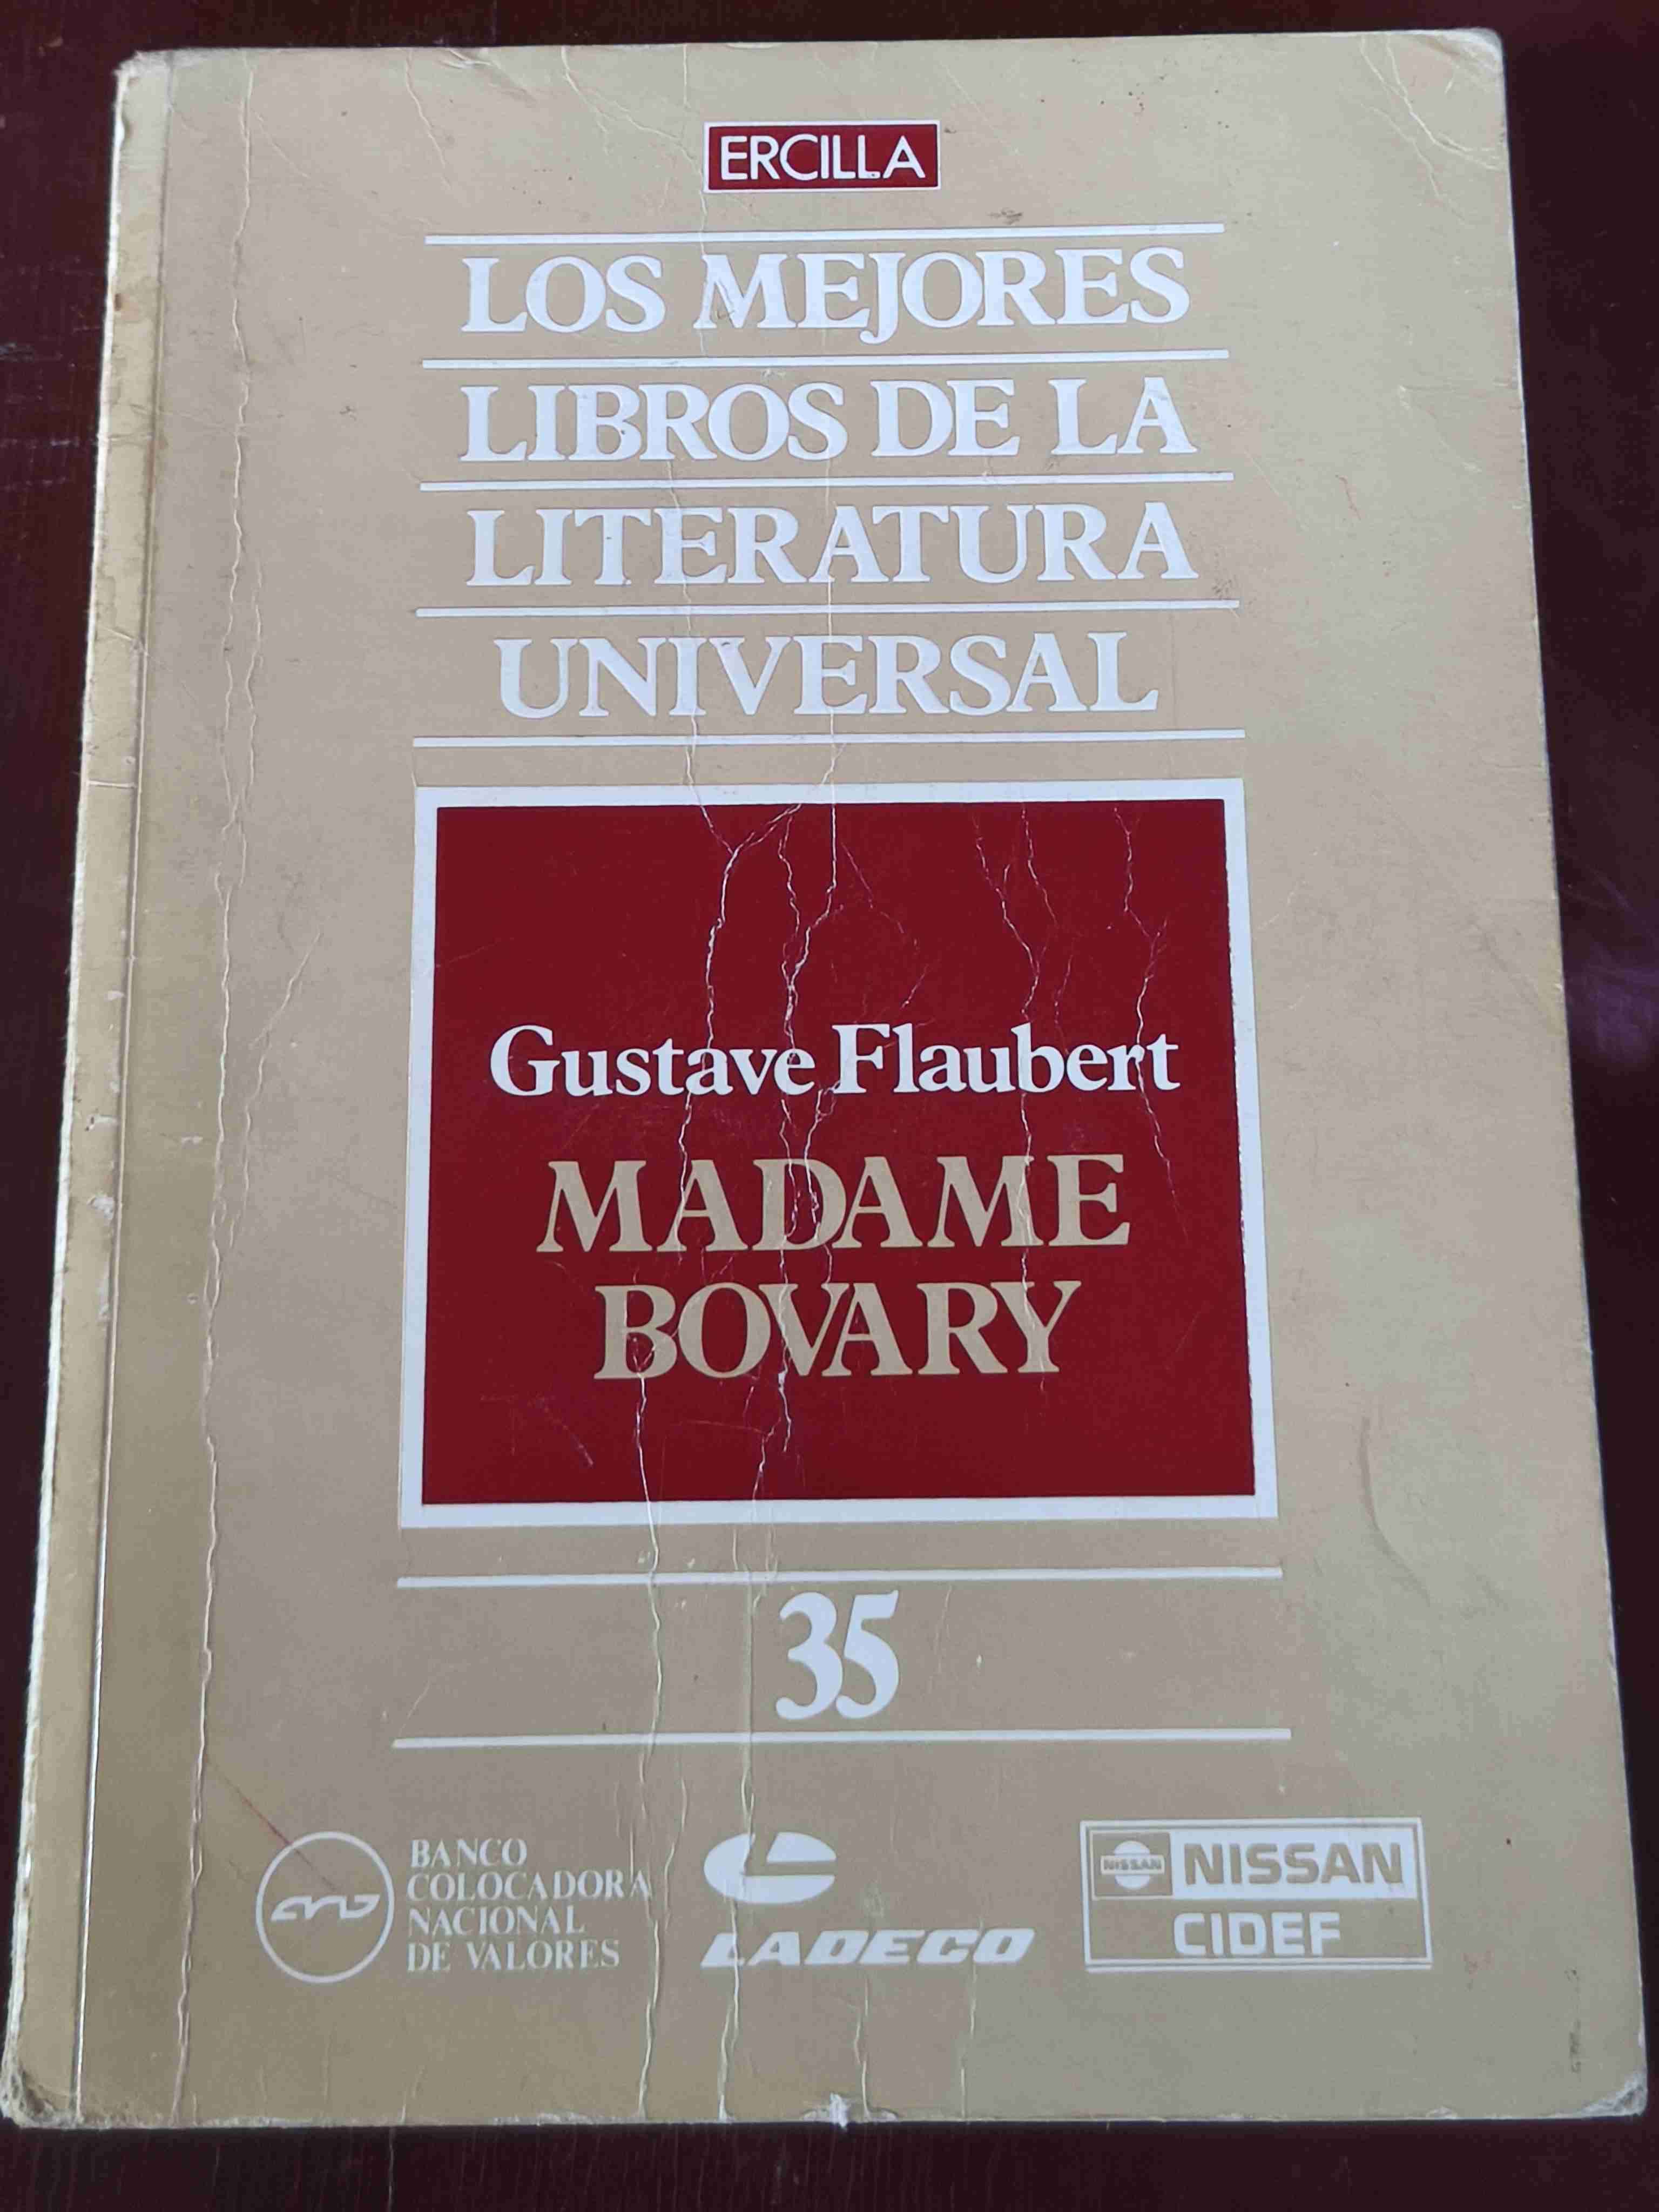 ERCILLA
LOS MEJORES
LIBROS DE LA
LITERATURA
UNIVERSAL
Gustave Flaubert
MADAME
BOVARY
35
BANCO
COLOCADORA
NACIONAL
DE VALORES
LADECO
NISSAN
NISSAN
CIDEF